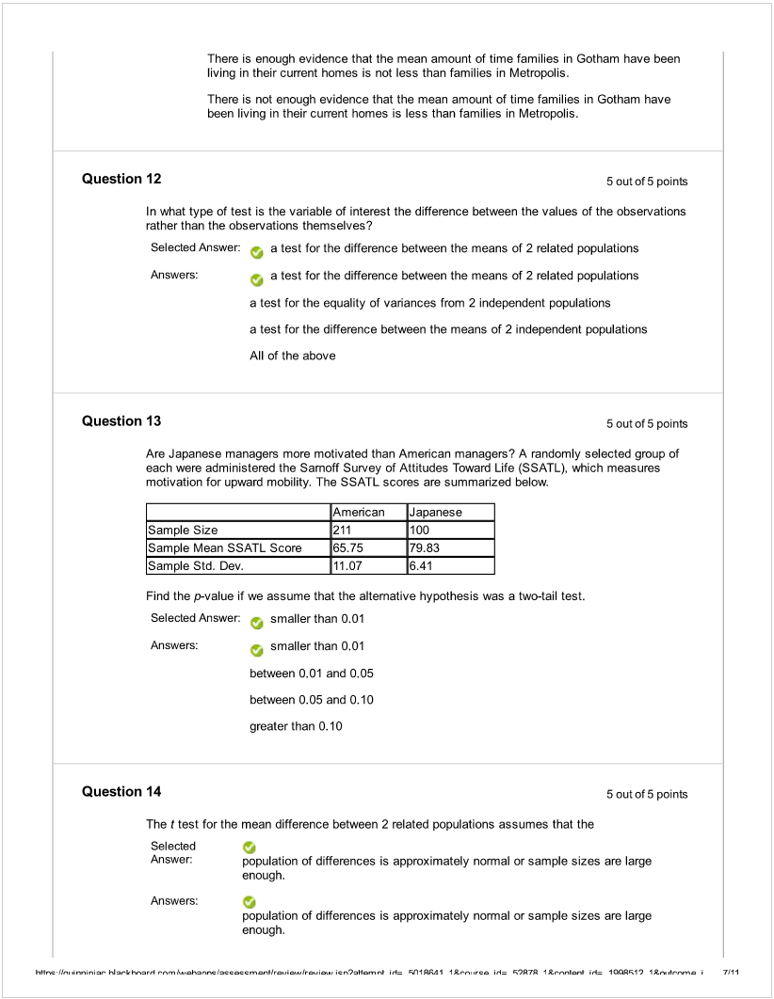 There is enough evidence that the mean amount of time families in Gotham have been
living in their current homes is not less than families in Metropolis.
There is not enough evidence that the mean amount of time families in Gotham have
been living in their current homes is less than families in Metropolis.
Question 12
5 out of 5 points
In what type of test is the variable of interest the difference between the values of the observations
rather than the observations themselves?
Selected Answer: a test for the difference between the means of 2 related populations
Answers: a test for the difference between the means of 2 related populations
a test for the equality of variances from 2 independent populations
a test for the difference between the means of 2 independent populations
All of the above
Question 13
5 out of 5 points
Are Japanese managers more motivated than American managers? A randomly selected group of
each were administered the Sarnoff Survey of Attitudes Toward Life (SSATL), which measures
motivation for upward mobility. The SSATL scores are summarized below.
American Japanese
Sample Size 211 100
Sample Mean SSATL Score 65.75 79.83
Sample Std. Dev. 11.07 6.41
Find the p-value if we assume that the alternative hypothesis was a two-tail test.
Selected Answer: smaller than 0.01
Answers: smaller than 0.01
between 0.01 and 0.05
between 0.05 and 0.10
greater than 0.10
Question 14
5 out of 5 points
The t test for the mean difference between 2 related populations assumes that the
Selected
Answer:
population of differences is approximately normal or sample sizes are large
enough.
Answers:
population of differences is approximately normal or sample sizes are large
enough.
https://quinnipiac.blackboard.com/webapps/assessment/review/review.jsp?attempt_id=_5018641_1&course_id=_52878_1&content_id=_1998512_1&outcome_i… 7/11